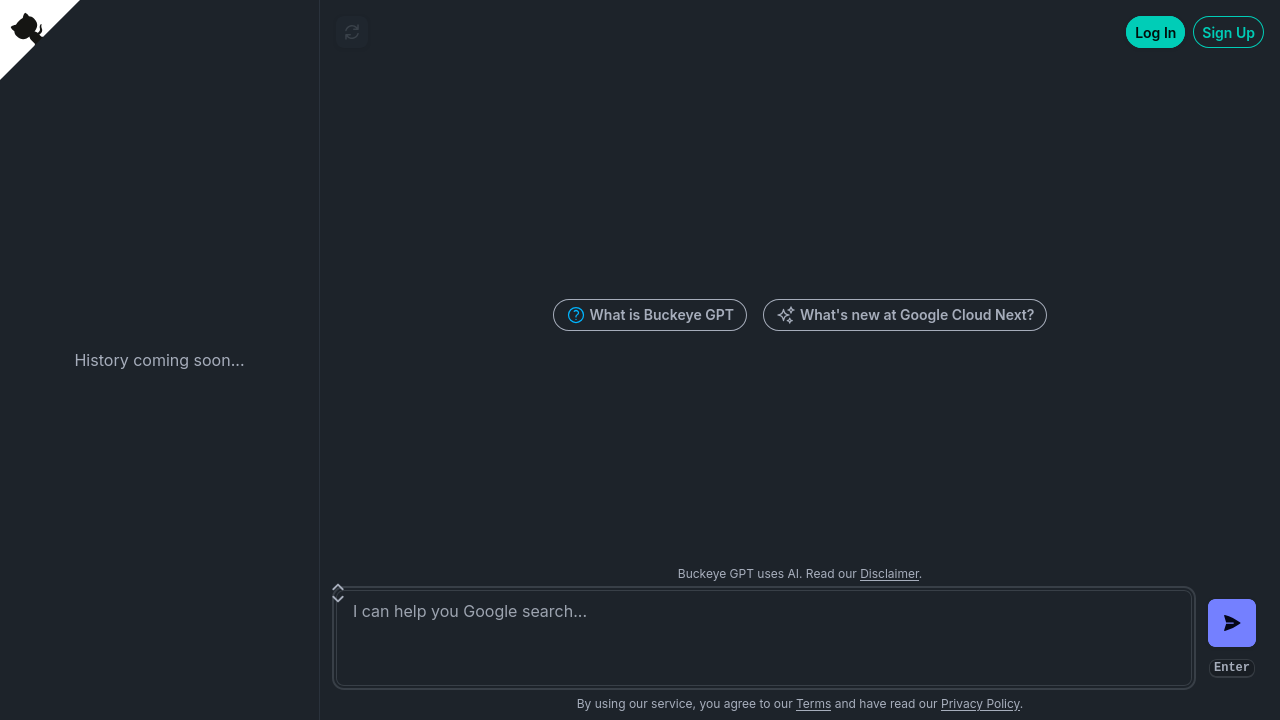 Log In
Sign Up
What is Buckeye GPT
What's new at Google Cloud Next?
History coming soon...
Buckeye GPT uses AI. Read our Disclaimer.
I can help you Google search...
Enter
By using our service, you agree to our Terms and have read our Privacy Policy.